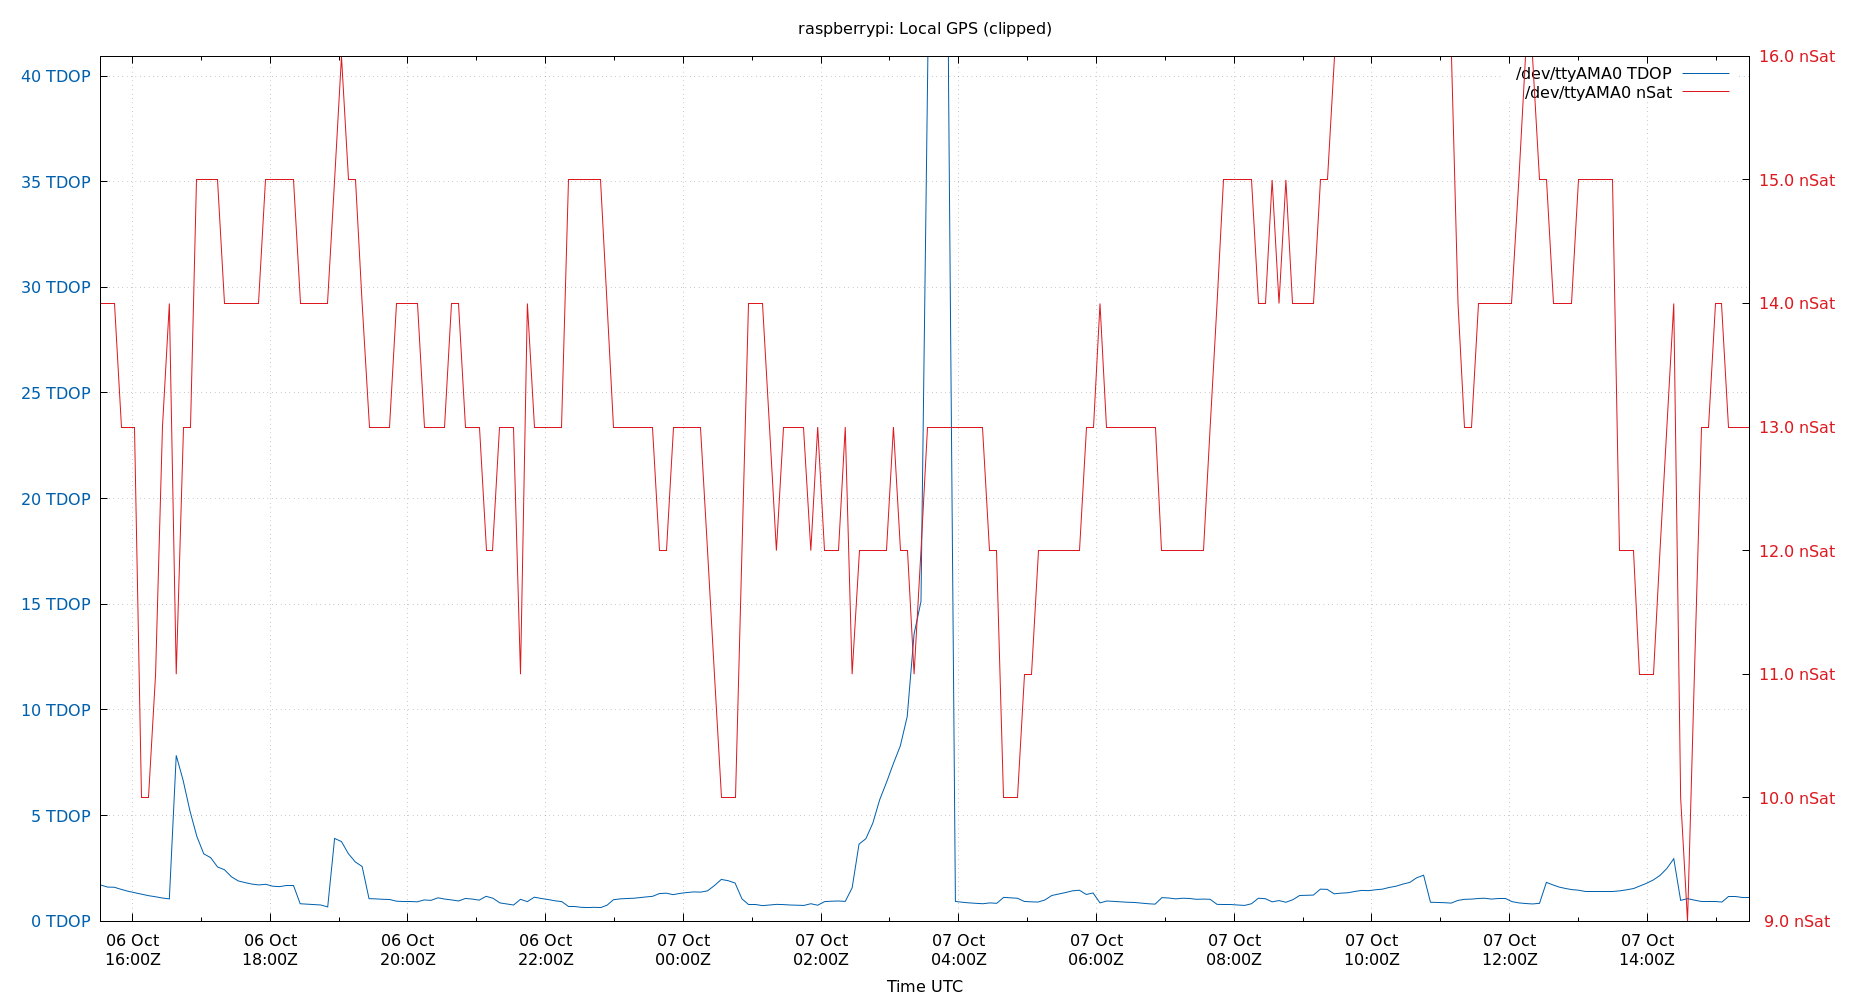 raspberrypi: Local GPS (clipped)
40 TDOP
35 TDOP
30 TDOP
25 TDOP
20 TDOP
15 TDOP
10 TDOP
5 TDOP
0 TDOP
/dev/ttyAMA0 TDOP
/dev/ttyAMA0 nSat
16.0 nSat
15.0 nSat
14.0 nSat
13.0 nSat
12.0 nSat
11.0 nSat
10.0 nSat
9.0 nSat
06 Oct 06 Oct 06 Oct 06 Oct 07 Oct 07 Oct 07 Oct 07 Oct 07 Oct 07 Oct 07 Oct 07 Oct
16:00Z 18:00Z 20:00Z 22:00Z 00:00Z 02:00Z 04:00Z 06:00Z 08:00Z 10:00Z 12:00Z 14:00Z
Time UTC